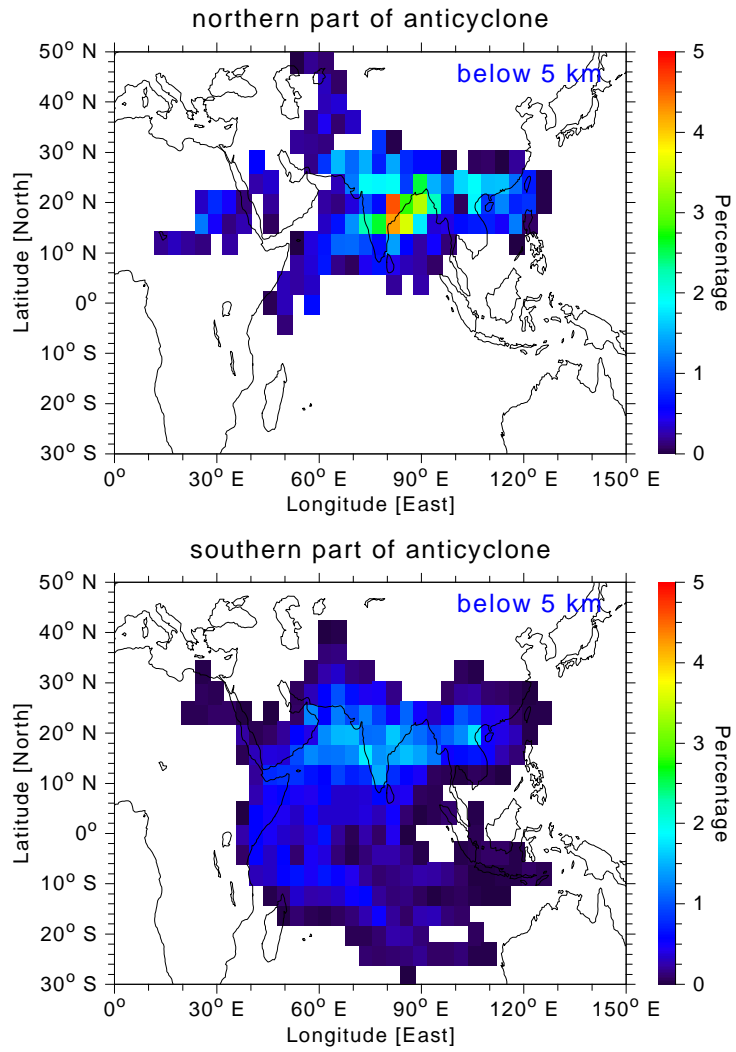 northern part of anticyclone
below 5 km
50° N
40° N
30° N
20° N
10° N
0°
10° S
20° S
30° S
Latitude [North]
0° 30° E 60° E 90° E 120° E 150° E
Longitude [East]
5
4
3
2
1
0
Percentage
southern part of anticyclone
below 5 km
50° N
40° N
30° N
20° N
10° N
0°
10° S
20° S
30° S
Latitude [North]
0° 30° E 60° E 90° E 120° E 150° E
Longitude [East]
5
4
3
2
1
0
Percentage